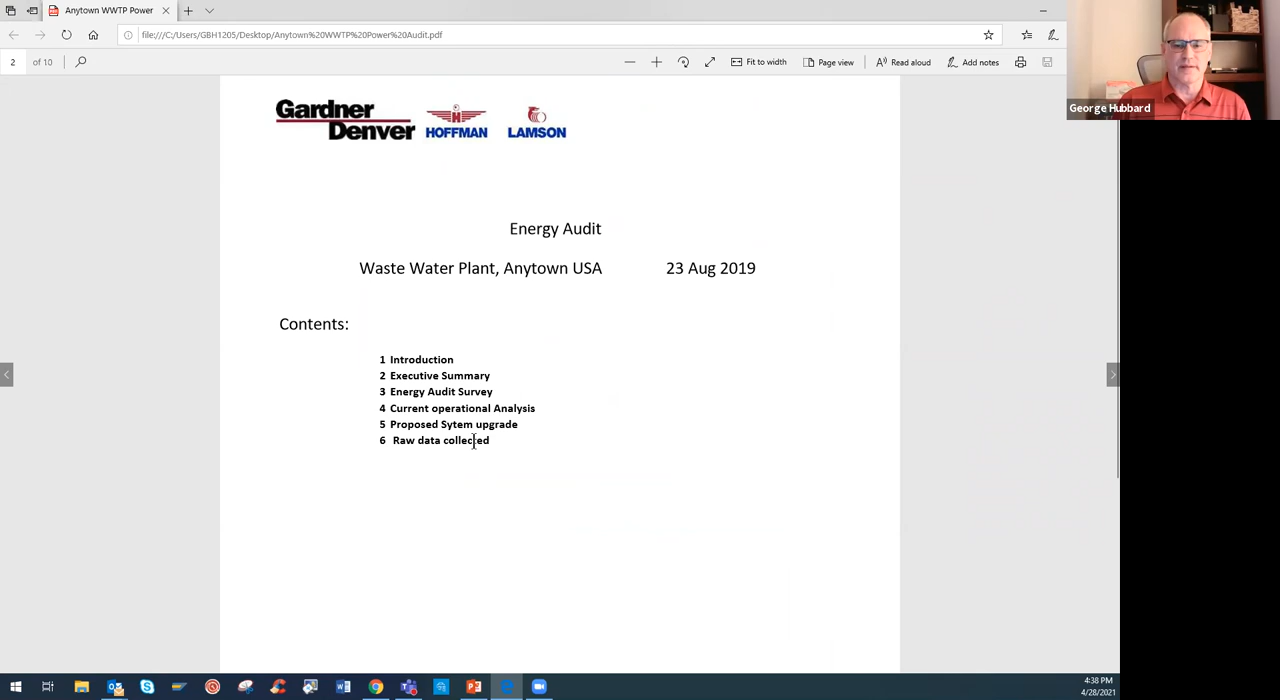 Anytown WWTP Power
file:///C:/Users/GBH1205/Desktop/Anytown%20WWTP%20Power%20Audit.pdf
2 of 10
Fit to width
Page view
Read aloud
Add notes
George Hubbard
Gardner
Denver
HOFFMAN
LAMSON
Energy Audit
Waste Water Plant, Anytown USA 23 Aug 2019
Contents:
1 Introduction
2 Executive Summary
3 Energy Audit Survey
4 Current operational Analysis
5 Proposed Sytem upgrade
6 Raw data collected
4:38 PM
4/28/2021